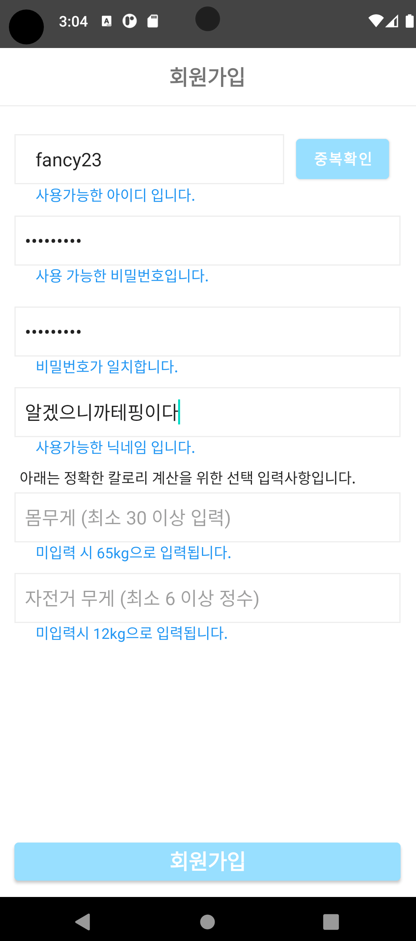 3:04
회원가입
fancy23
중복확인
사용가능한 아이디 입니다.
•••••••••
사용 가능한 비밀번호입니다.
•••••••••
비밀번호가 일치합니다.
알겠으니까테핑이다
사용가능한 닉네임 입니다.
아래는 정확한 칼로리 계산을 위한 선택 입력사항입니다.
몸무게 (최소 30 이상 입력)
미입력 시 65kg으로 입력됩니다.
자전거 무게 (최소 6 이상 정수)
미입력시 12kg으로 입력됩니다.
회원가입